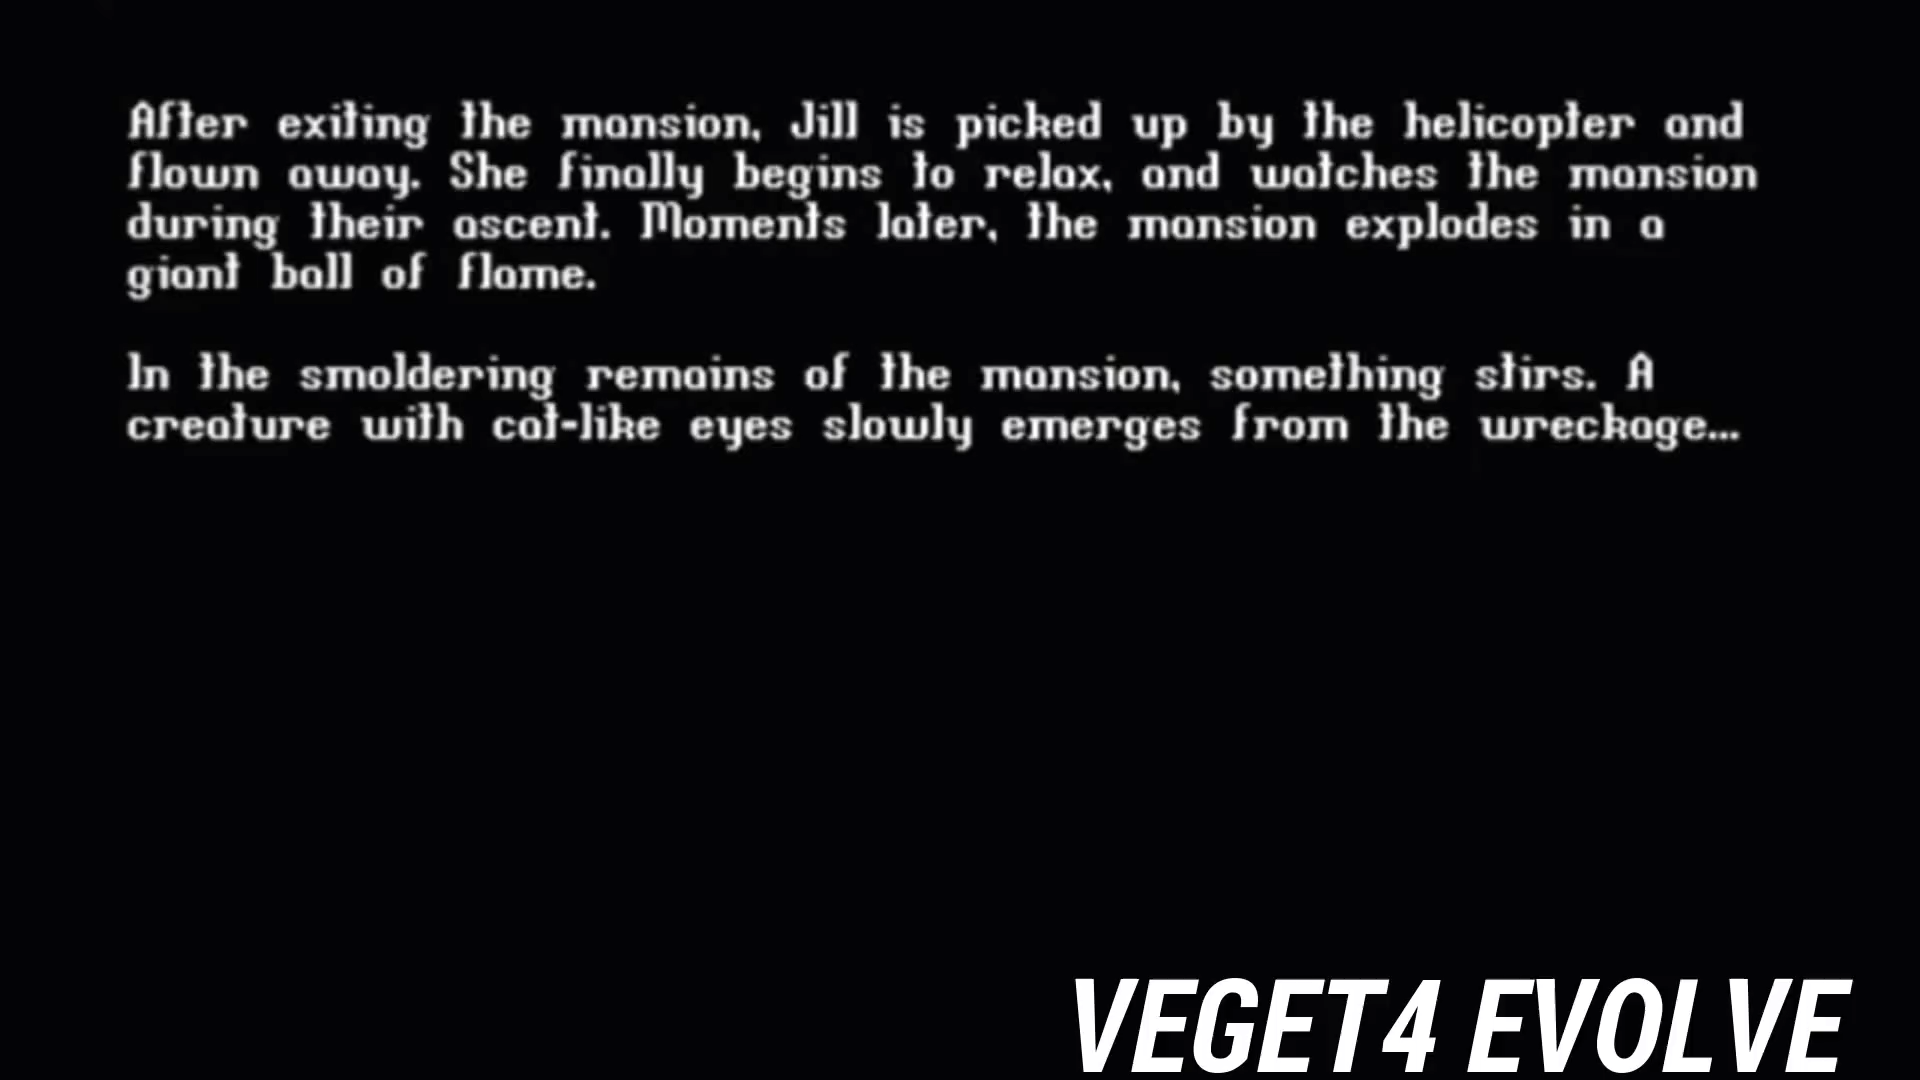 After exiting the mansion, Jill is picked up by the helicopter and
flown away. She finally begins to relax, and watches the mansion
during their ascent. Moments later, the mansion explodes in a
giant ball of flame.
In the smoldering remains of the mansion, something stirs. A
creature with cat-like eyes slowly emerges from the wreckage...
VEGET4 EVOLVE